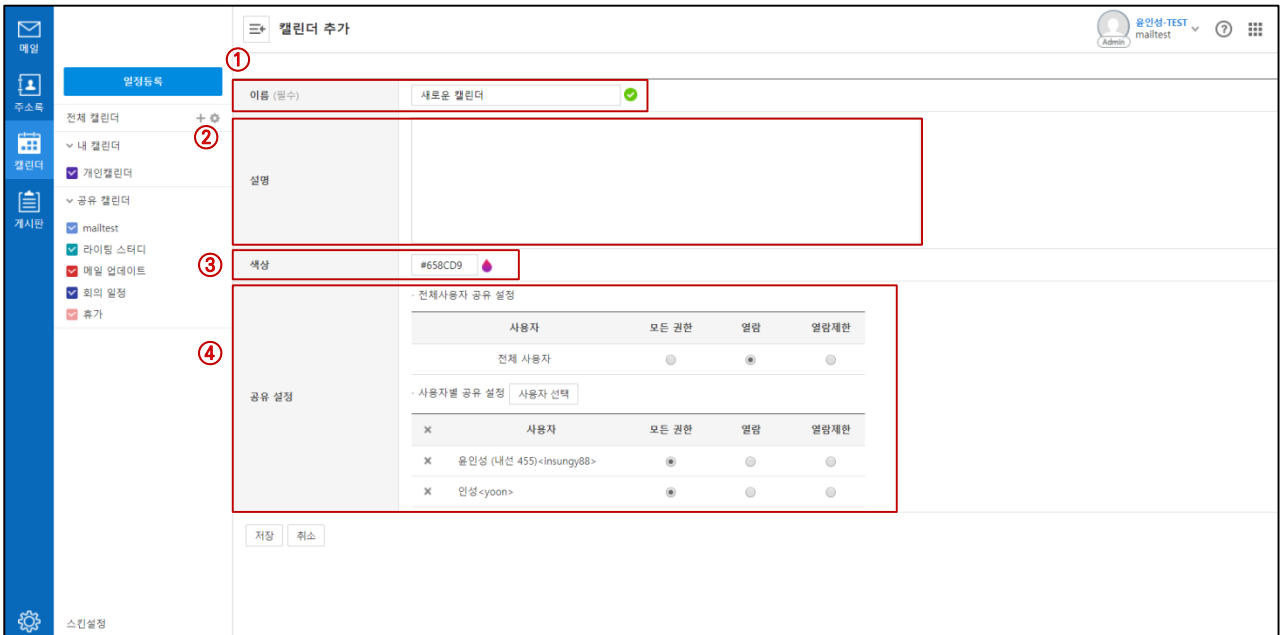 메일
주소록
캘린더
게시판
일정등록
전체 캘린더
내 캘린더
개인캘린더
공유 캘린더
mailtest
라이팅 스터디
메일 업데이트
회의 일정
휴가
스킨설정
캘린더 추가
Admin
윤인성-TEST
mailtest
①
이름 (필수) 새로운 캘린더
②
설명
③
색상 #658CD9
④
공유 설정
· 전체사용자 공유 설정
사용자 모든 권한 열람 열람제한
전체 사용자
· 사용자별 공유 설정 사용자 선택
× 사용자 모든 권한 열람 열람제한
× 윤인성 (내선 455)<insungy88>
× 인성<yoon>
저장 취소